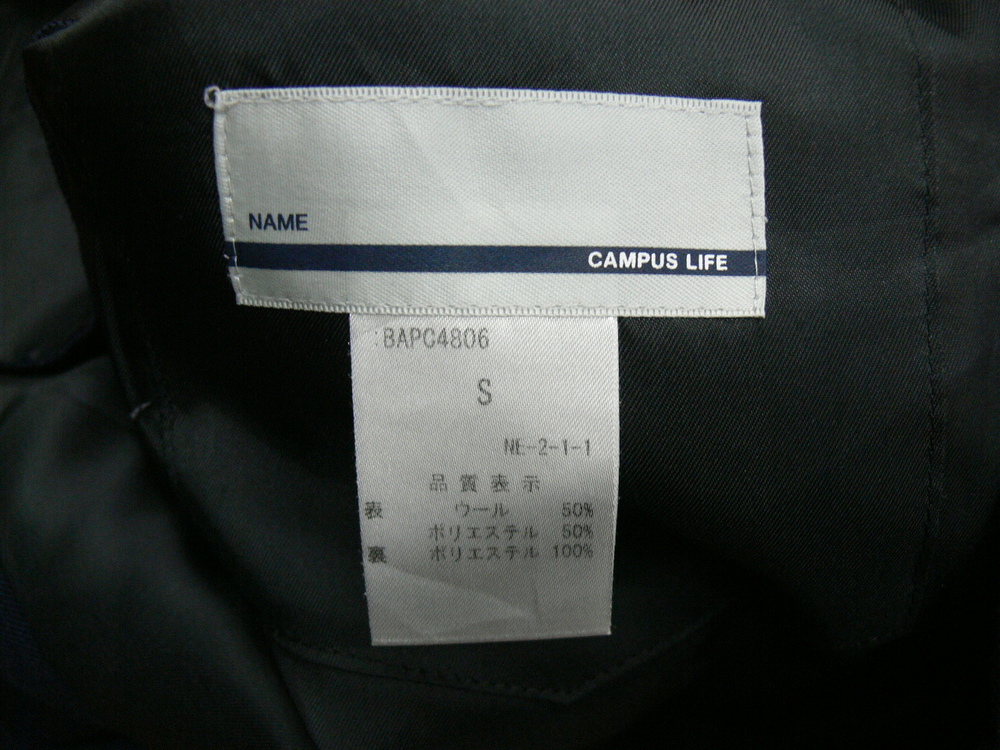 NAME
CAMPUS LIFE
:BAPC4806
S
NE-2-1-1
品質表示
表 ウール 50%
ポリエステル 50%
裏 ポリエステル 100%